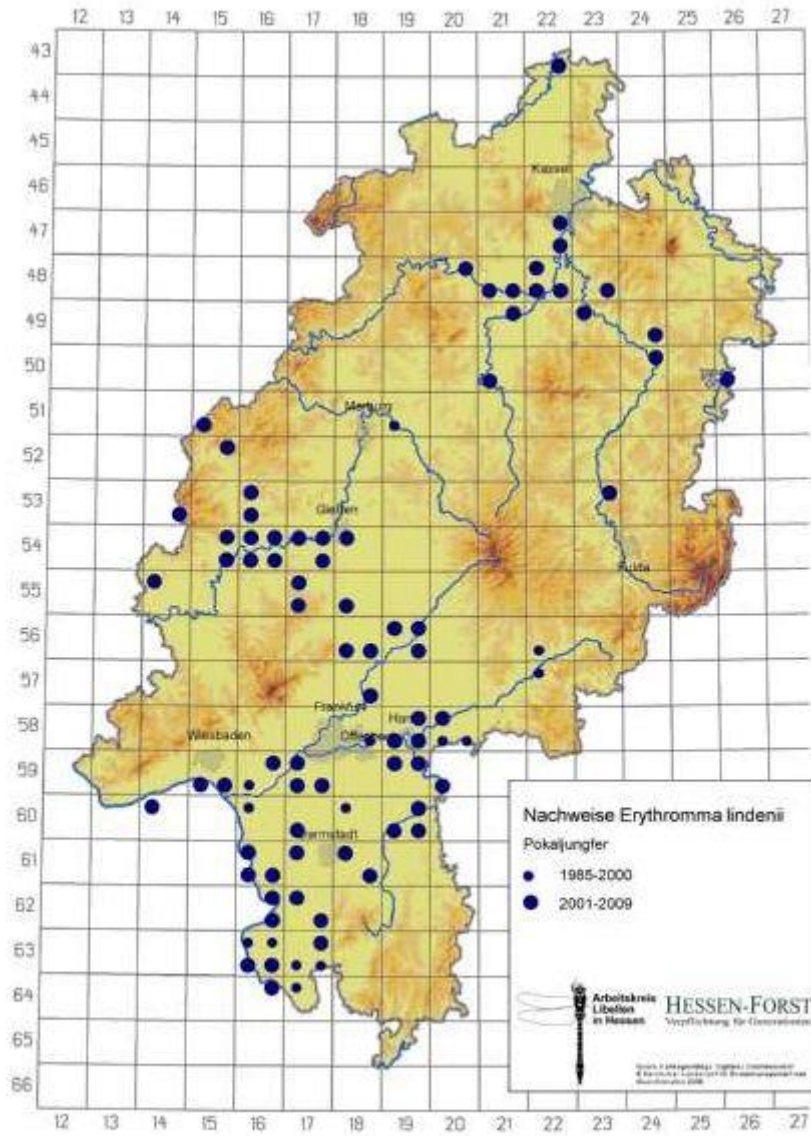 12 13 14 15 16 17 18 19 20 21 22 23 24 25 26 27
43
44
45
Kassel
46
47
48
49
50
51
Marburg
52
53
Gießen
54
Fulda
55
56
57
Frankfurt
58
Wiesbaden
59
60
61
62
63
64
65
66
Nachweise Erythromma lindenii
Pokaljungfer
1985-2000
2001-2009
Arbeitskreis
Libellen
in Hessen
HESSEN-FORST
Verpflichtung für Generationen
12 13 14 15 16 17 18 19 20 21 22 23 24 25 26 27